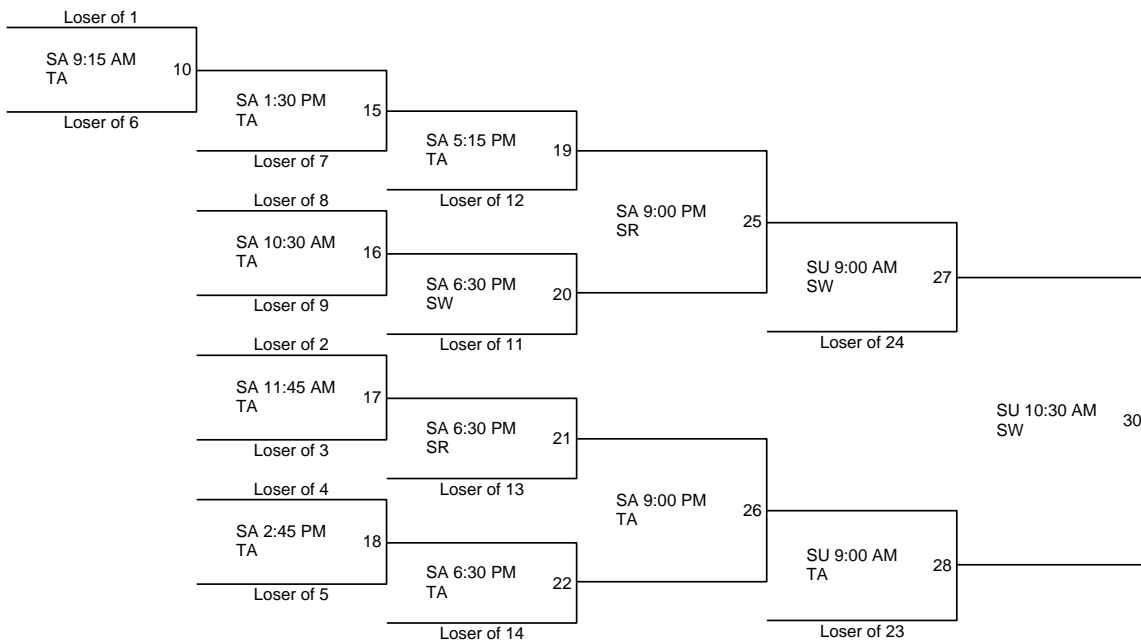 Loser of 1
SA 9:15 AM
TA
10
Loser of 6
SA 1:30 PM
TA
15
Loser of 7
SA 5:15 PM
TA
19
Loser of 12
Loser of 8
SA 10:30 AM
TA
16
Loser of 9
SA 6:30 PM
SW
20
Loser of 11
SA 9:00 PM
SR
25
SU 9:00 AM
SW
27
Loser of 24
Loser of 2
SA 11:45 AM
TA
17
Loser of 3
SA 6:30 PM
SR
21
Loser of 13
Loser of 4
SA 2:45 PM
TA
18
Loser of 5
SA 6:30 PM
TA
22
Loser of 14
SA 9:00 PM
TA
26
SU 9:00 AM
TA
28
Loser of 23
SU 10:30 AM
SW
30